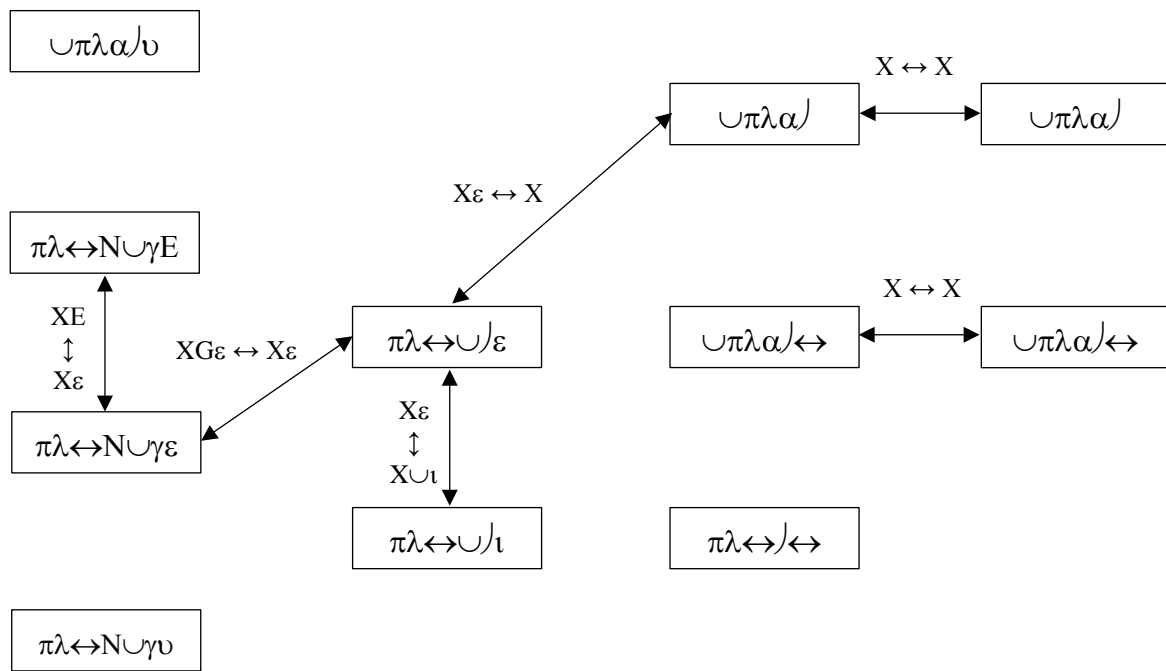 ∪πλα⌡υ
X ↔ X
∪πλα⌡
∪πλα⌡
Xε ↔ X
πλ↔N∪γE
X ↔ X
XE
↕
Xε
XGε ↔ Xε
πλ↔∪⌡ε
∪πλα⌡↔
∪πλα⌡↔
πλ↔N∪γε
Xε
↕
X∪ι
πλ↔∪⌡ι
πλ↔⌡↔
πλ↔N∪γυ